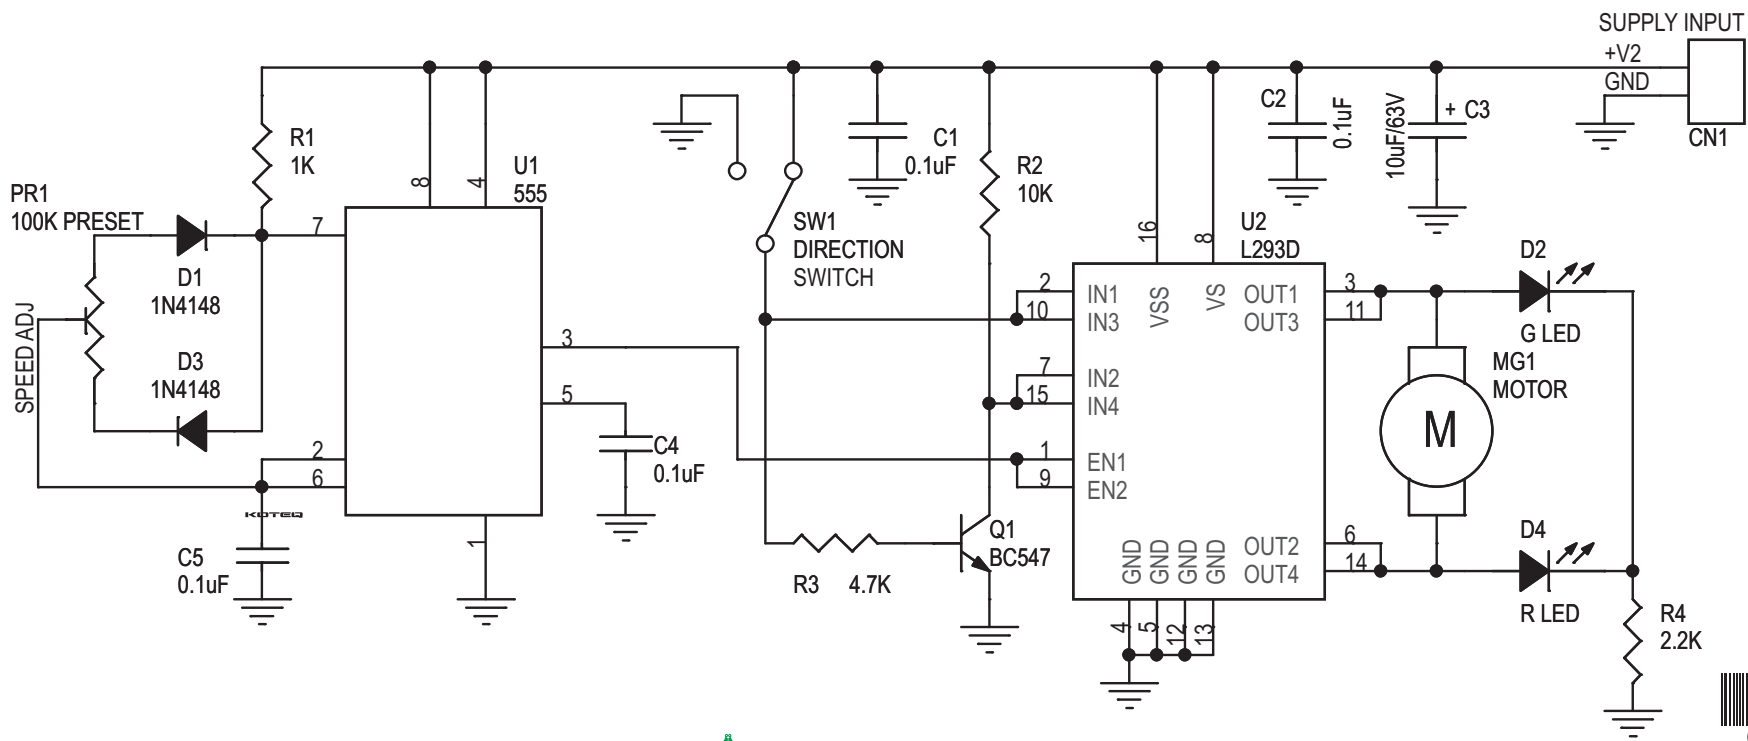 SUPPLY INPUT
+V2
GND
CN1
R1
1K
PR1
100K PRESET
D1
1N4148
D3
1N4148
SPEED ADJ
KOTEQ
C5
0.1uF
U1
555
8
4
7
3
5
2
6
1
C4
0.1uF
SW1
DIRECTION
SWITCH
C1
0.1uF
R2
10K
R3 4.7K
Q1
BC547
C2
0.1uF
10uF/63V
+ C3
U2
L293D
16
8
VSS
VS
2 IN1
10 IN3
7 IN2
15 IN4
1 EN1
9 EN2
OUT1 3
OUT3 11
OUT2 6
OUT4 14
GND
GND
GND
GND
4
5
12
13
D2
G LED
MG1
MOTOR
M
D4
R LED
R4
2.2K